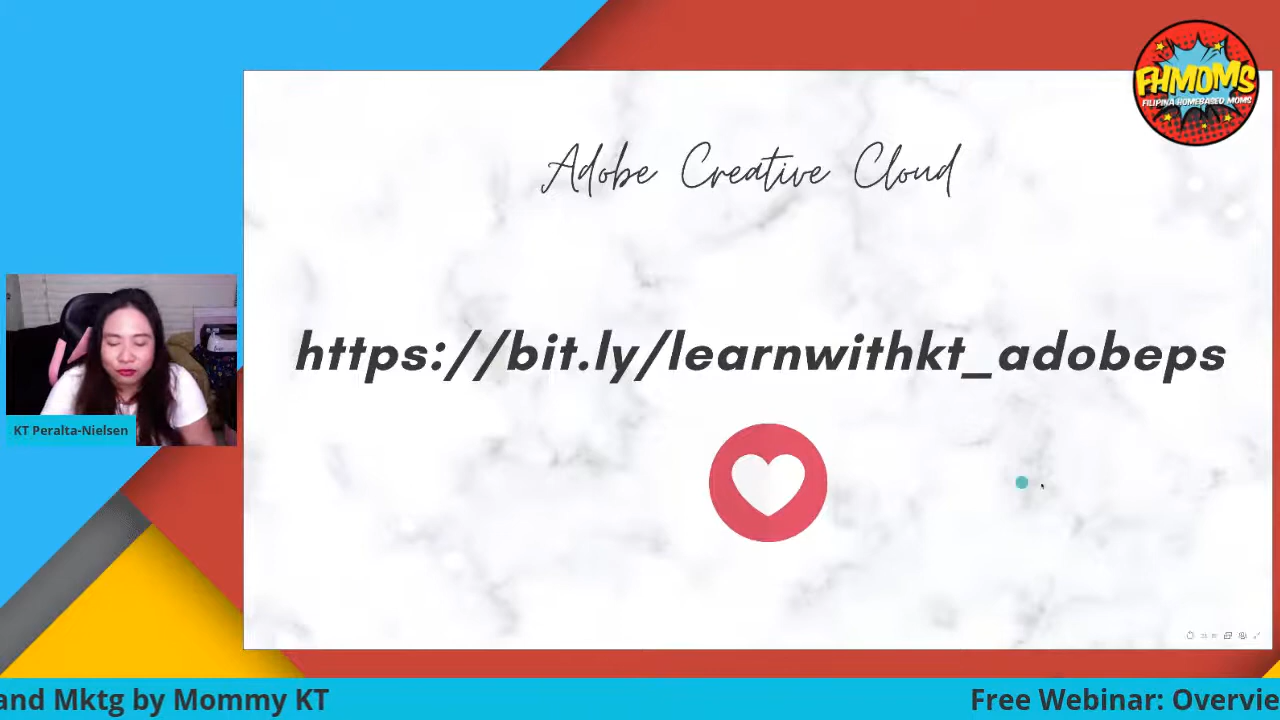 FHMOMS
FILIPINA HOMEBASED MOMS
Adobe Creative Cloud
https://bit.ly/learnwithkt_adobeps
KT Peralta-Nielsen
and Mktg by Mommy KT
Free Webinar: Overvie